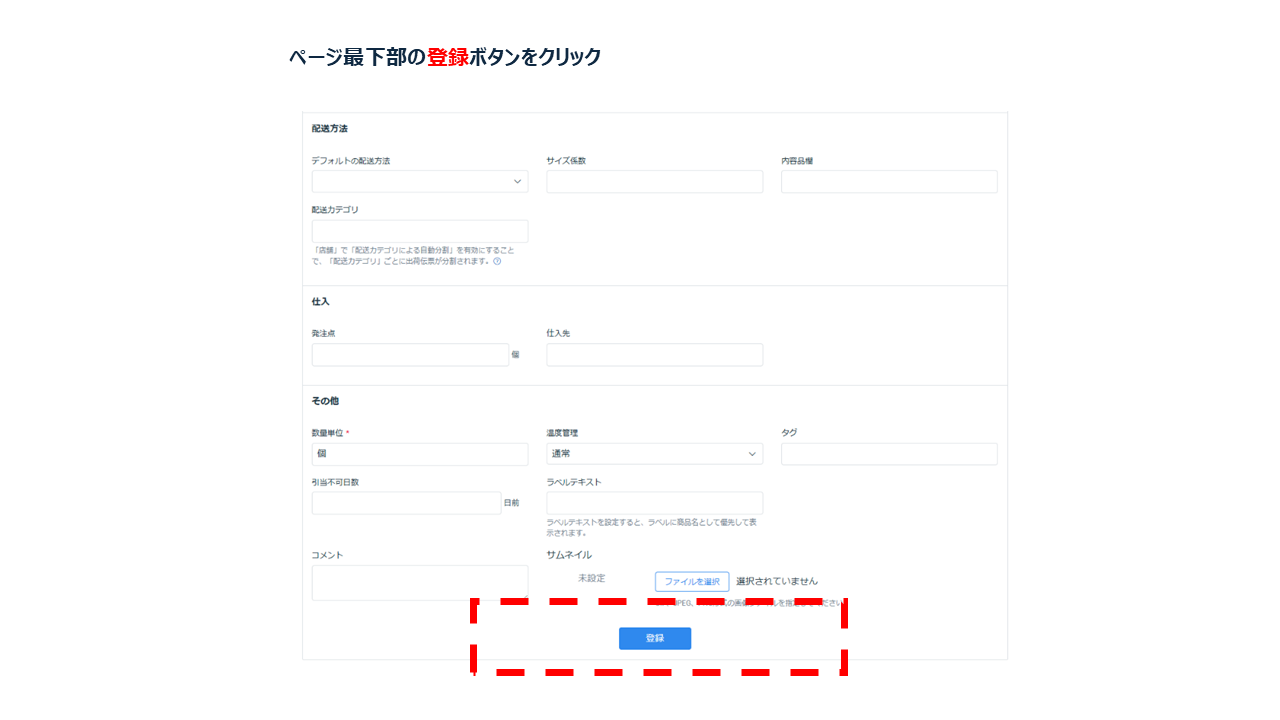 ページ最下部の登録ボタンをクリック
配送方法
デフォルトの配送方法
サイズ係数
内容品欄
配送カテゴリ
「店舗」で「配送カテゴリによる自動分割」を有効にすること
で、「配送カテゴリ」ごとに出荷伝票が分割されます。
仕入
発注点
仕入先
個
その他
数量単位 *
温度管理
タグ
個
通常
引当不可日数
ラベルテキスト
日前
ラベルテキストを設定すると、ラベルに商品名として優先して表
示されます。
コメント
サムネイル
未設定
ファイルを選択 選択されていません
JPEG、 の画像 を指 ださい
登録